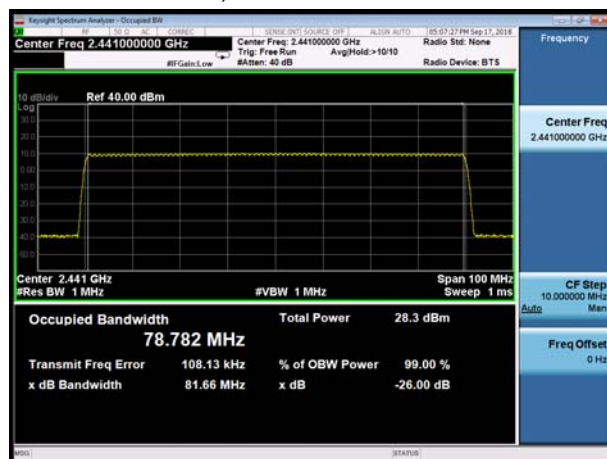 Keysight Spectrum Analyzer - Occupied BW
RF 50 Ω AC CORREC SENSE:INT SOURCE OFF ALIGN AUTO 05:07:27 PM Sep 17, 2018
Center Freq 2.441000000 GHz
Center Freq: 2.441000000 GHz
Radio Std: None
Trig: Free Run Avg|Hold:>10/10
#IFGain:Low
#Atten: 40 dB
Radio Device: BTS
Frequency
10 dB/div Ref 40.00 dBm
Log
30.0
20.0
10.0
0.00
-10.0
-20.0
-30.0
-40.0
-50.0
Center 2.441 GHz
Span 100 MHz
#Res BW 1 MHz
#VBW 1 MHz
Sweep 1 ms
Occupied Bandwidth
78.782 MHz
Total Power 28.3 dBm
Transmit Freq Error 108.13 kHz
% of OBW Power 99.00 %
x dB Bandwidth 81.66 MHz
x dB -26.00 dB
Center Freq
2.441000000 GHz
CF Step
10.000000 MHz
Auto Man
Freq Offset
0 Hz
MSG
STATUS